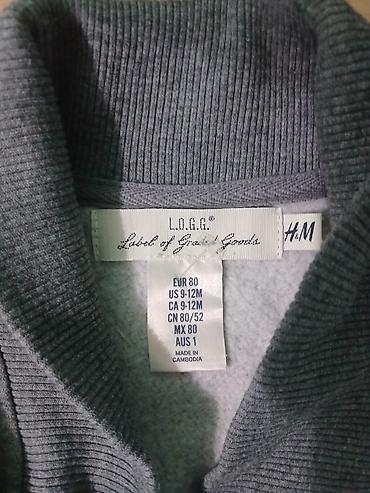 L.O.G.G.®
Label of Graded Goods
H&M
EUR 80
US 9-12M
CA 9-12M
CN 80/52
MX 80
AUS 1
MADE IN
CAMBODIA